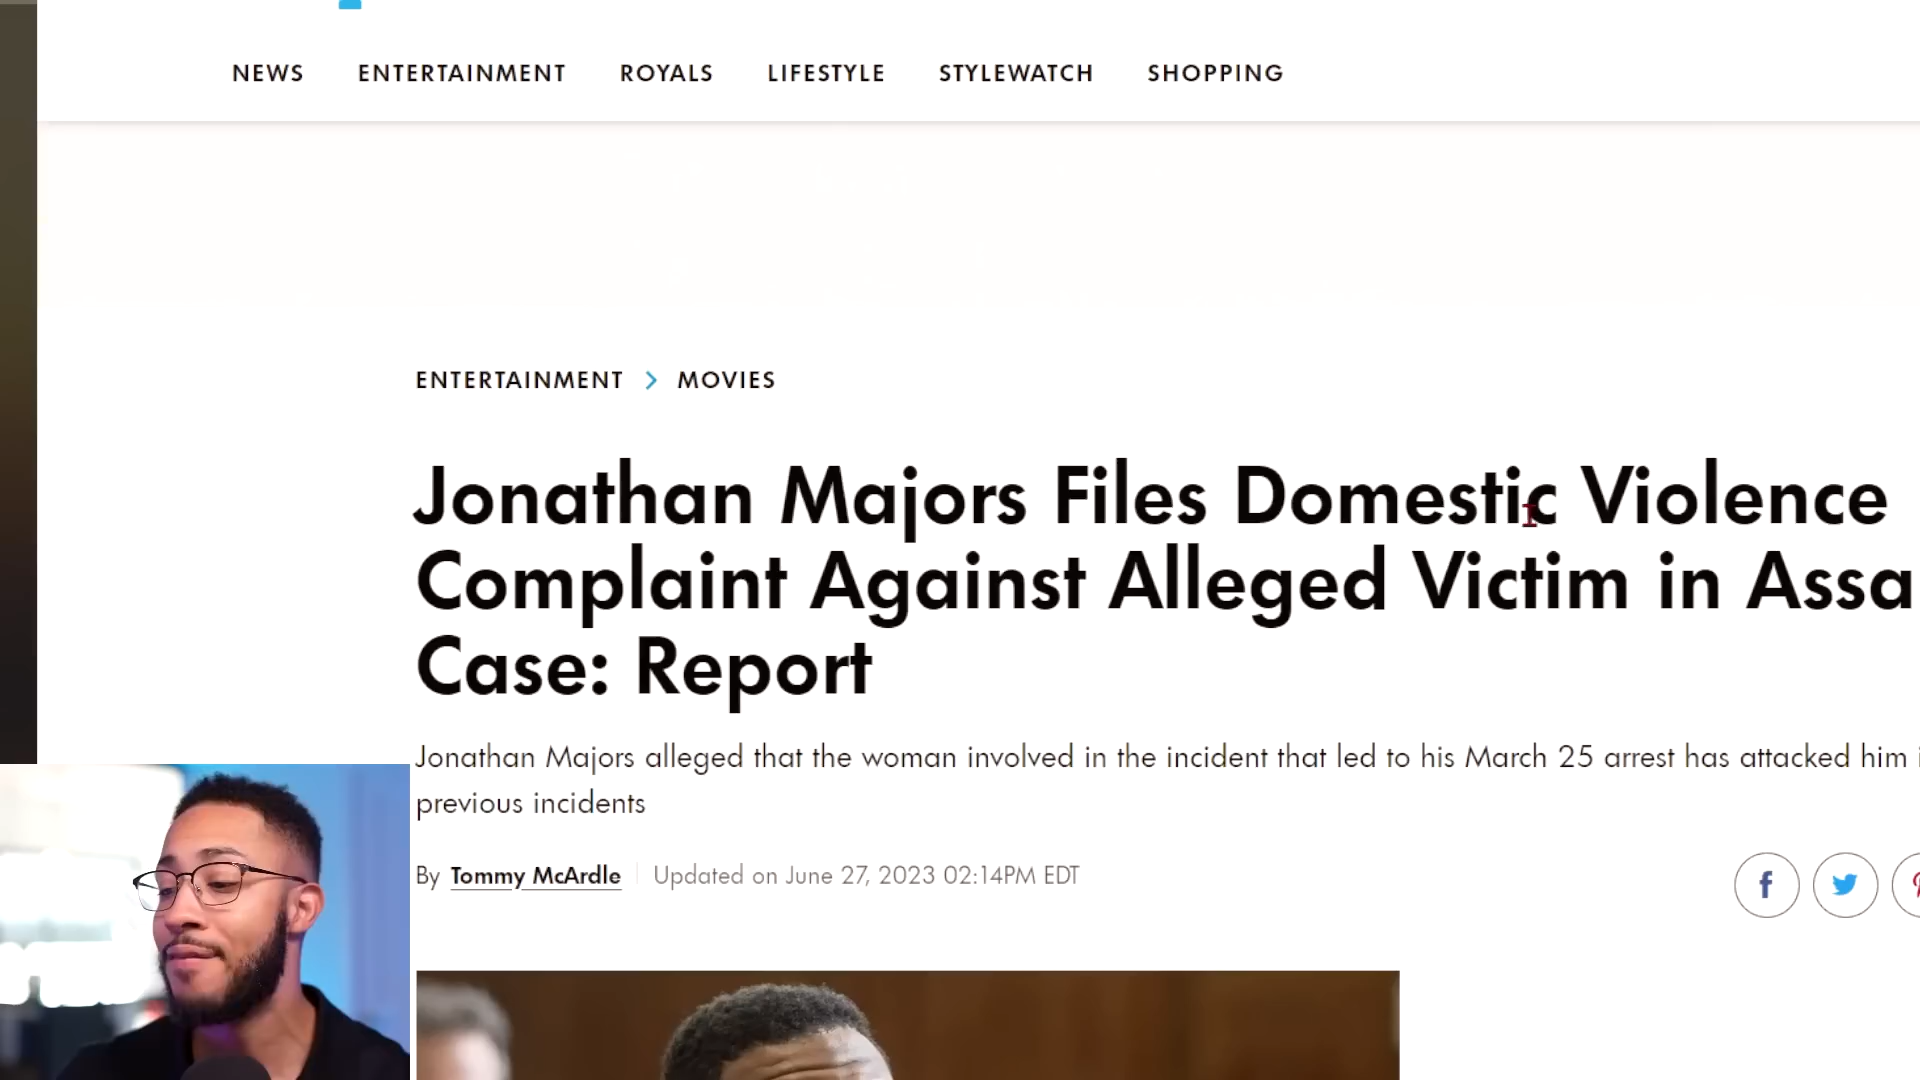 NEWS ENTERTAINMENT ROYALS LIFESTYLE STYLEWATCH SHOPPING
ENTERTAINMENT > MOVIES
Jonathan Majors Files Domestic Violence
Complaint Against Alleged Victim in Assa
Case: Report
Jonathan Majors alleged that the woman involved in the incident that led to his March 25 arrest has attacked him i
previous incidents
By Tommy McArdle Updated on June 27, 2023 02:14PM EDT